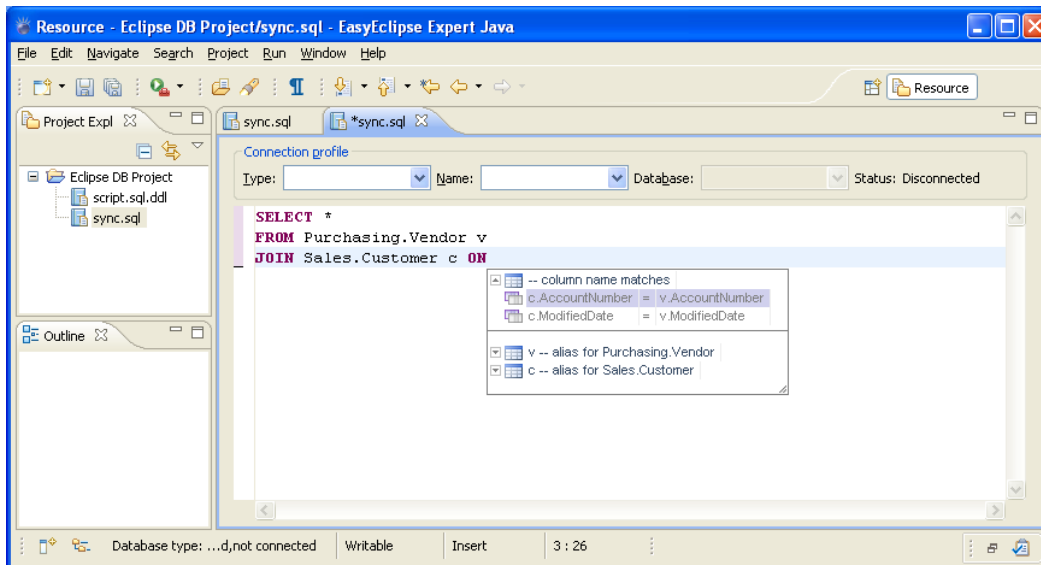 Resource - Eclipse DB Project/sync.sql - EasyEclipse Expert Java
File Edit Navigate Search Project Run Window Help
Resource
Project Expl
sync.sql
*sync.sql
Eclipse DB Project
script.sql.ddl
sync.sql
Connection profile
Type: Name: Database: Status: Disconnected
SELECT *
FROM Purchasing.Vendor v
JOIN Sales.Customer c ON
-- column name matches
c.AccountNumber = v.AccountNumber
c.ModifiedDate = v.ModifiedDate
v -- alias for Purchasing.Vendor
c -- alias for Sales.Customer
Outline
Database type: ...d,not connected Writable Insert 3 : 26